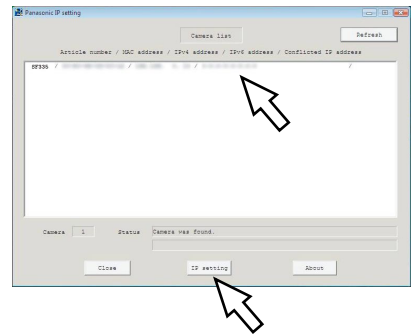 Panasonic IP setting
Camera list
Refresh
Article number / MAC address / IPv4 address / IPv6 address / Conflicted IP address
SF335 / / / /
Camera 1 Status Camera was found.
Close IP setting About